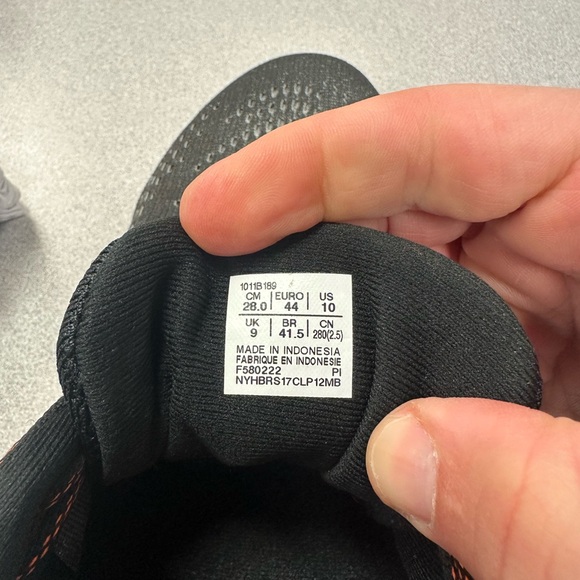 1011B189
CM EURO US
28.0 44 10
UK BR CN
9 41.5 280(2.5)
MADE IN INDONESIA
FABRIQUE EN INDONESIE
F580222 PI
NYHBRS17CLP12MB